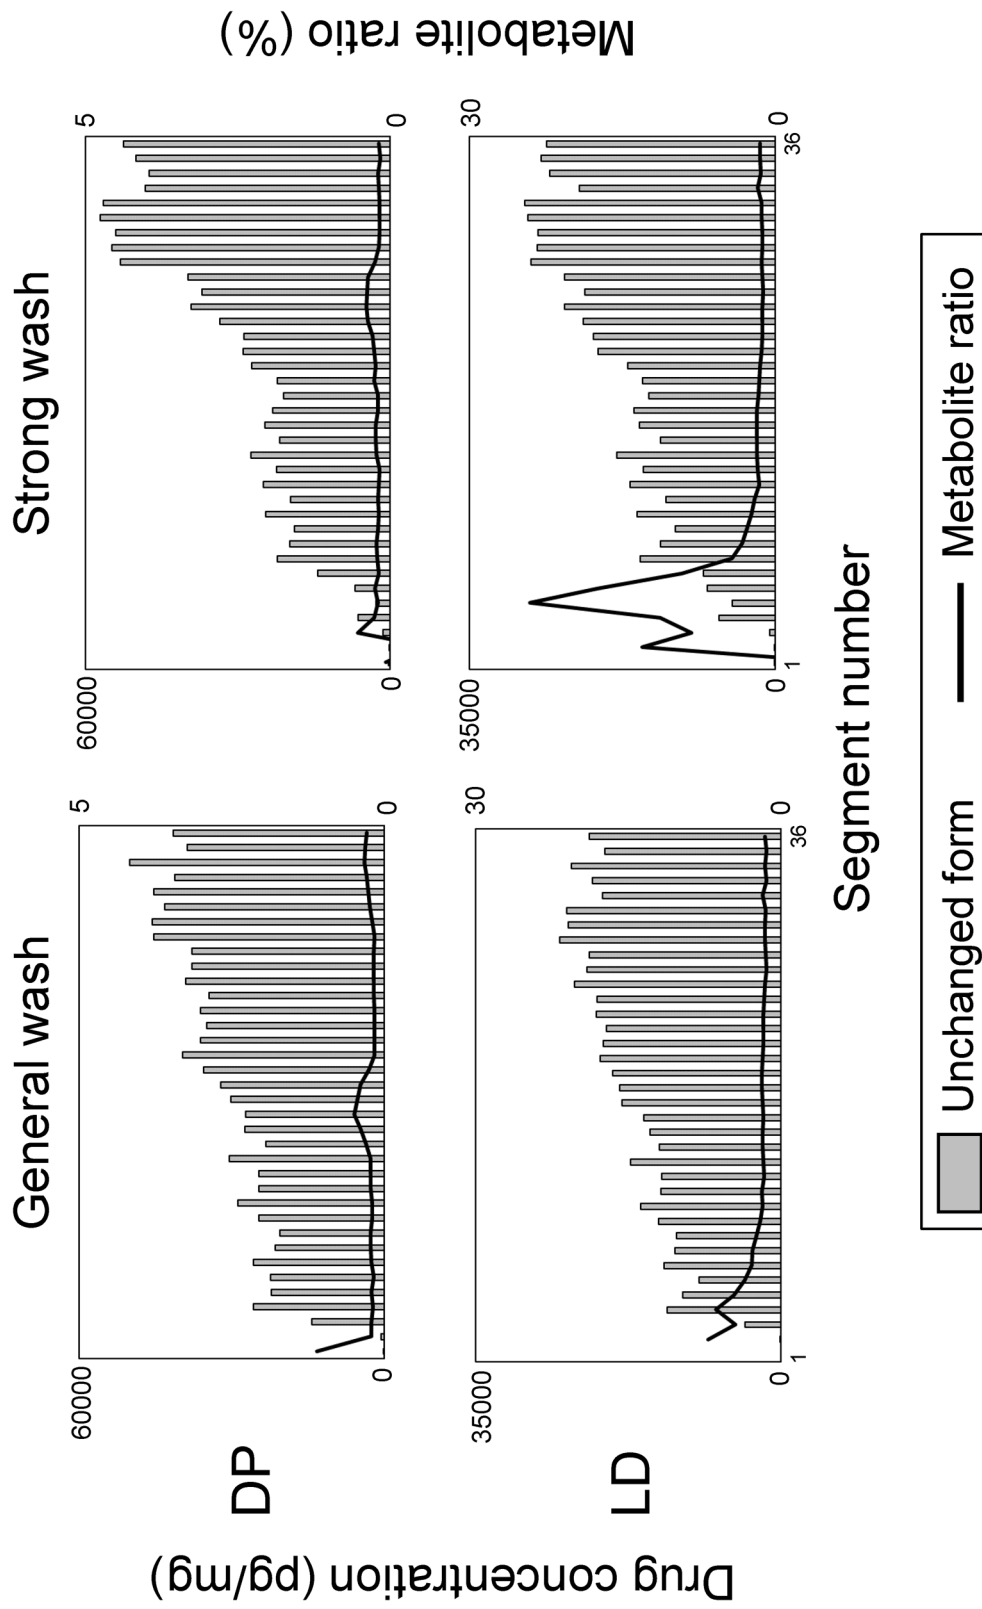 General wash
Strong wash
Drug concentration (pg/mg)
Metabolite ratio (%)
DP
60000
0
5
0
60000
0
5
0
LD
35000
0
30
0
1
36
35000
0
30
0
1
36
Segment number
Unchanged form
Metabolite ratio